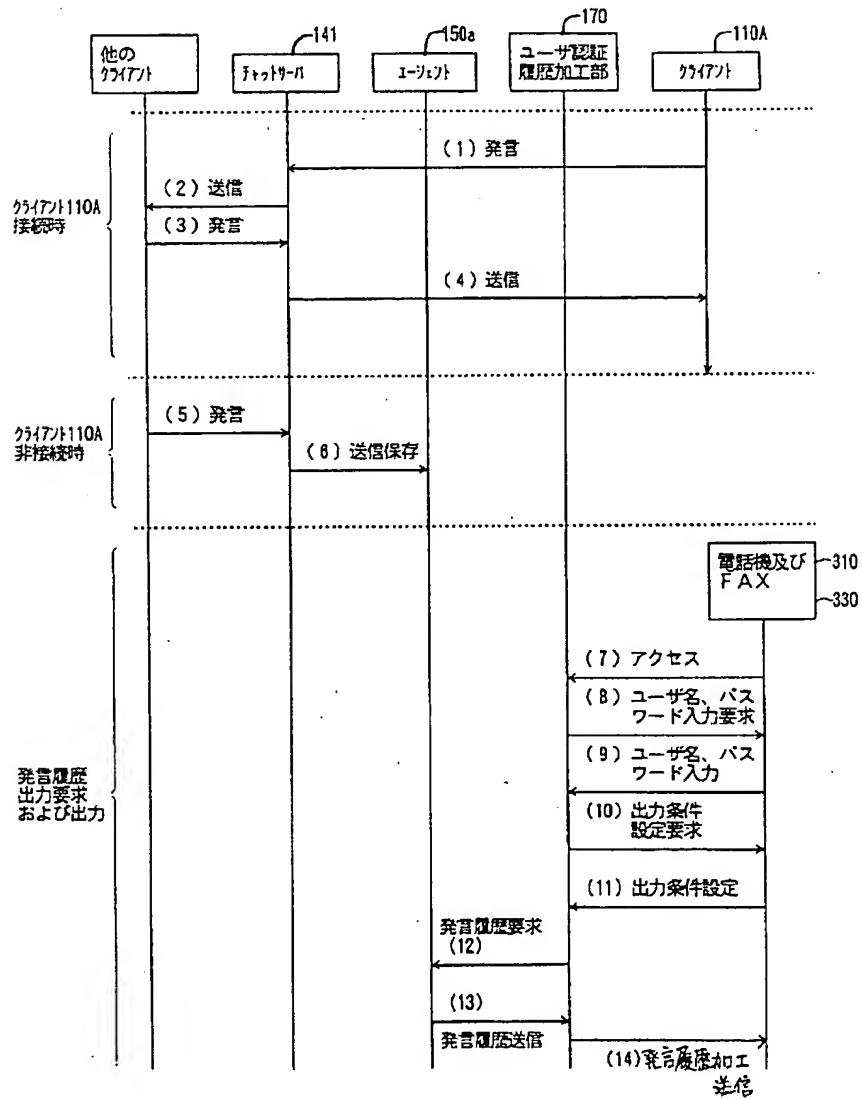 141
150a
170
110A
他の
クライアント
チャットサーバ
エージェント
ユーザ認証
履歴加工部
クライアント
(1) 発言
クライアント110A
接続時
(2) 送信
(3) 発言
(4) 送信
クライアント110A
非接続時
(5) 発言
(6) 送信保存
電話機及び
FAX
310
330
(7) アクセス
(8) ユーザ名、パス
ワード入力要求
(9) ユーザ名、パス
ワード入力
発言履歴
出力要求
および出力
(10) 出力条件
設定要求
(11) 出力条件設定
発言履歴要求
(12)
(13)
発言履歴送信
(14)発言履歴加工
送信